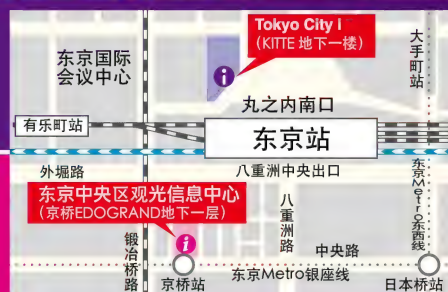 Tokyo City i
(KITTE 地下一楼)
东京国际
会议中心
大手町站
丸之内南口
有乐町站
东京站
外堀路
八重洲中央出口
东京中央区观光信息中心
(京桥EDOGRAND地下一层)
八重洲路
东京Metro东西线
锻冶桥路
中央路
京桥站
东京Metro银座线
日本桥站